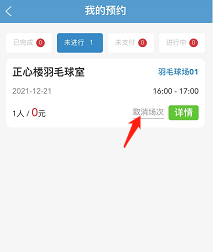 我的预约
已完成 0 未进行 1 未支付 0 进行中 0
正心楼羽毛球室 羽毛球场01
2021-12-21 16:00 - 17:00
1人 / 0元 取消场次 详情